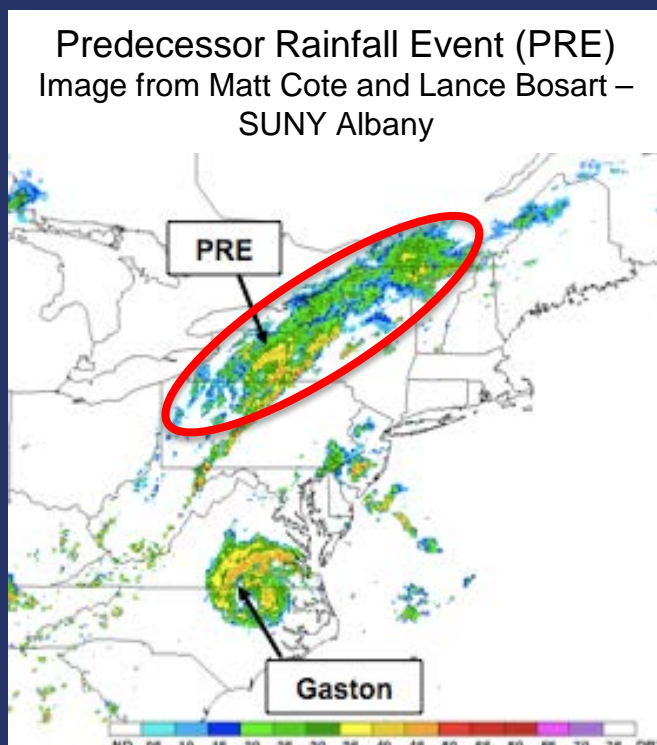 Predecessor Rainfall Event (PRE)
Image from Matt Cote and Lance Bosart –
SUNY Albany
PRE
Gaston